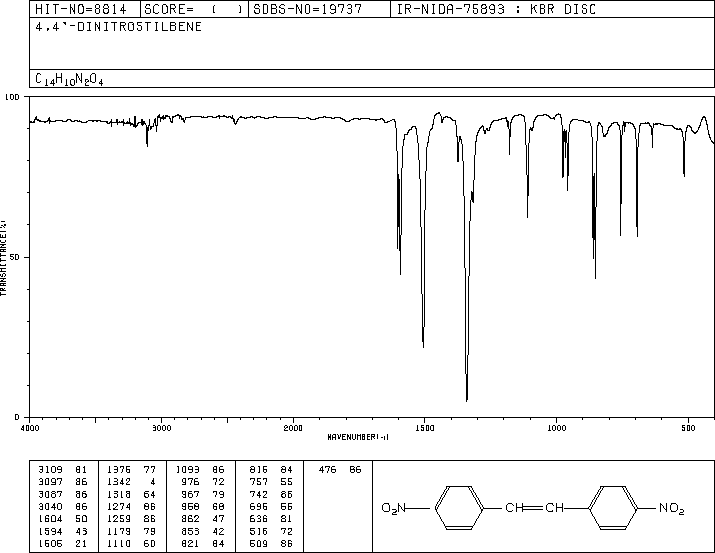 HIT-NO=8814 SCORE= ( ) SDBS-NO=19737 IR-NIDA-75893 : KBR DISC
4,4'-DINITROSTILBENE
C14H10N2O4
100
50
0
TRANSMITTANCE(%)
4000 3000 2000 1500 1000 500
WAVENUMBER(-1)
3109 81 1376 77 1093 86 816 84 476 86
3097 86 1342 4 976 72 757 55
3087 86 1318 64 967 79 742 86
3040 86 1274 86 958 68 696 55
1604 50 1259 86 862 47 636 81
1594 43 1179 79 853 42 516 72
1505 21 1110 60 821 84 509 86
O2N CH CH NO2